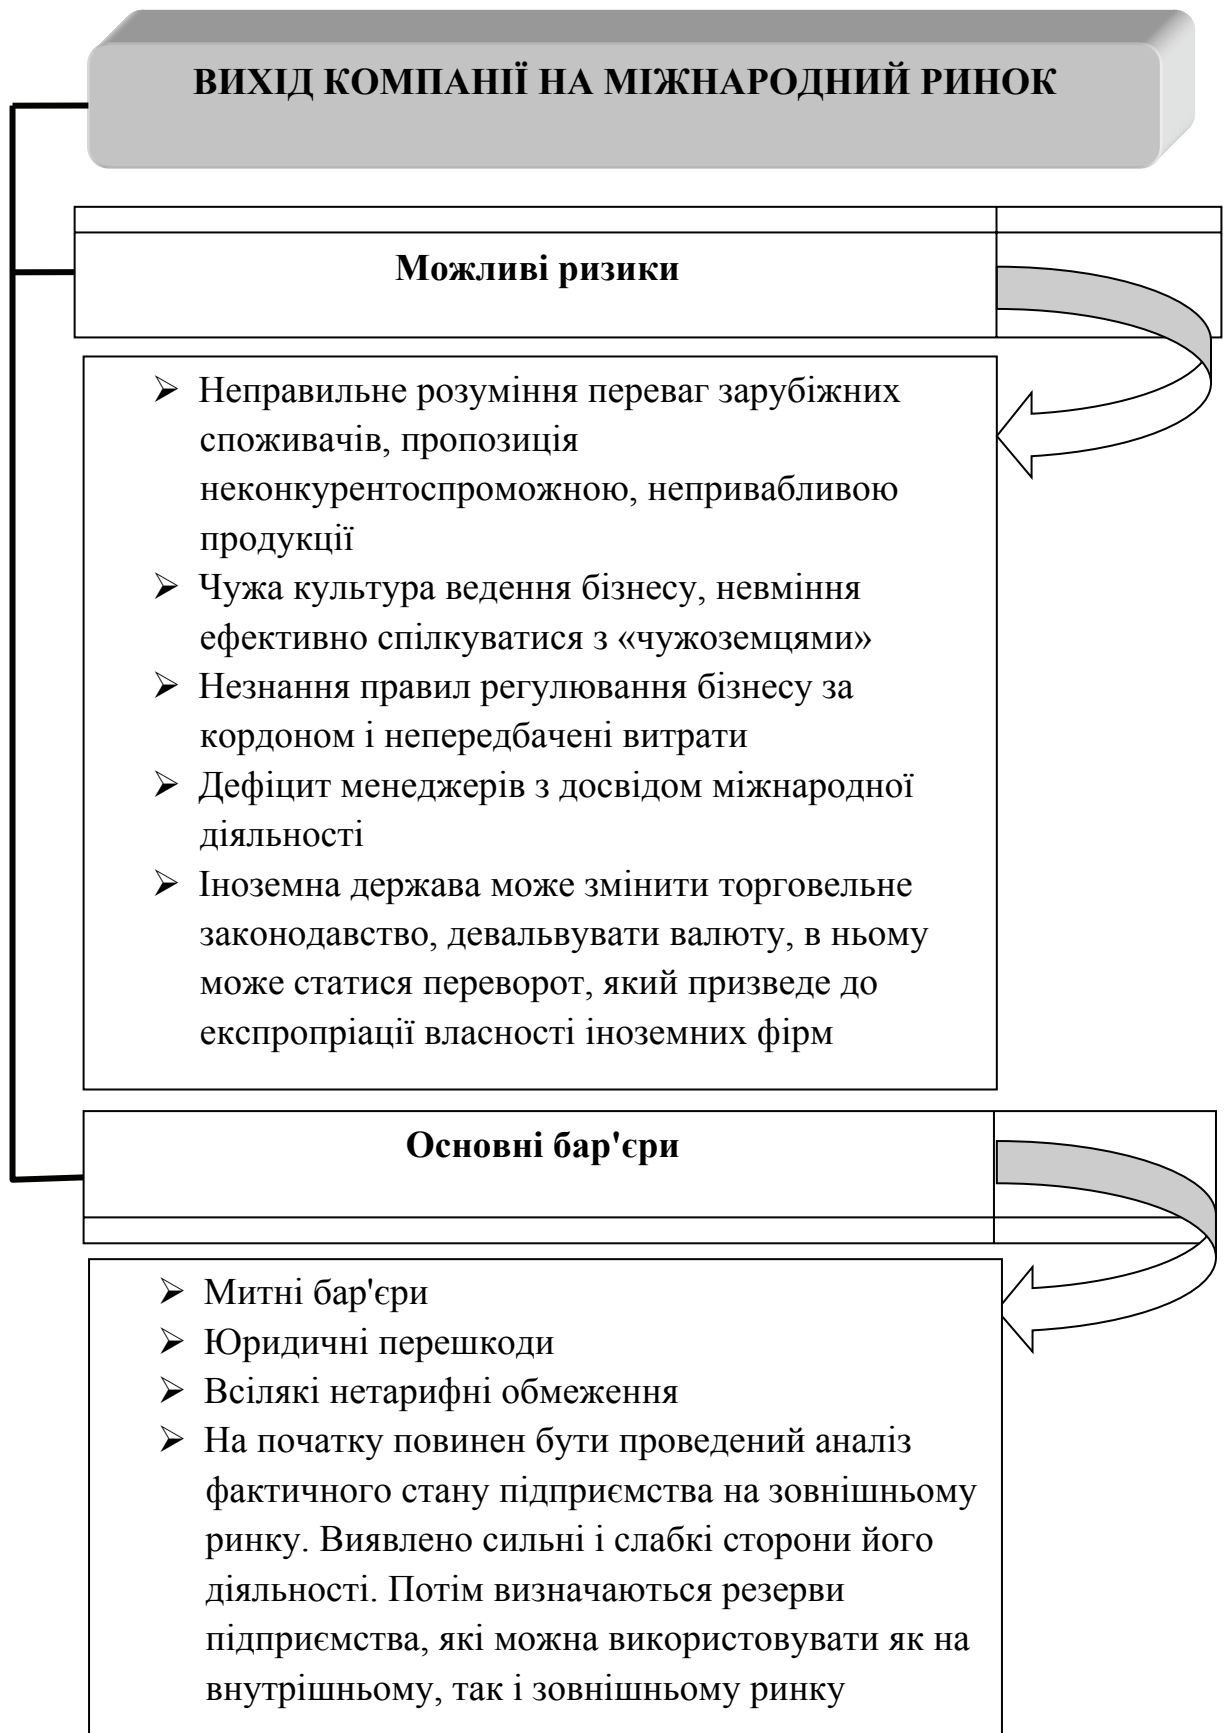 ВИХІД КОМПАНІЇ НА МІЖНАРОДНИЙ РИНОК
Можливі ризики
➢ Неправильне розуміння переваг зарубіжних
споживачів, пропозиція
неконкурентоспроможною, непривабливою
продукції
➢ Чужа культура ведення бізнесу, невміння
ефективно спілкуватися з «чужоземцями»
➢ Незнання правил регулювання бізнесу за
кордоном і непередбачені витрати
➢ Дефіцит менеджерів з досвідом міжнародної
діяльності
➢ Іноземна держава може змінити торговельне
законодавство, девальвувати валюту, в ньому
може статися переворот, який призведе до
експропріації власності іноземних фірм
Основні бар'єри
➢ Митні бар'єри
➢ Юридичні перешкоди
➢ Всілякі нетарифні обмеження
➢ На початку повинен бути проведений аналіз
фактичного стану підприємства на зовнішньому
ринку. Виявлено сильні і слабкі сторони його
діяльності. Потім визначаються резерви
підприємства, які можна використовувати як на
внутрішньому, так і зовнішньому ринку